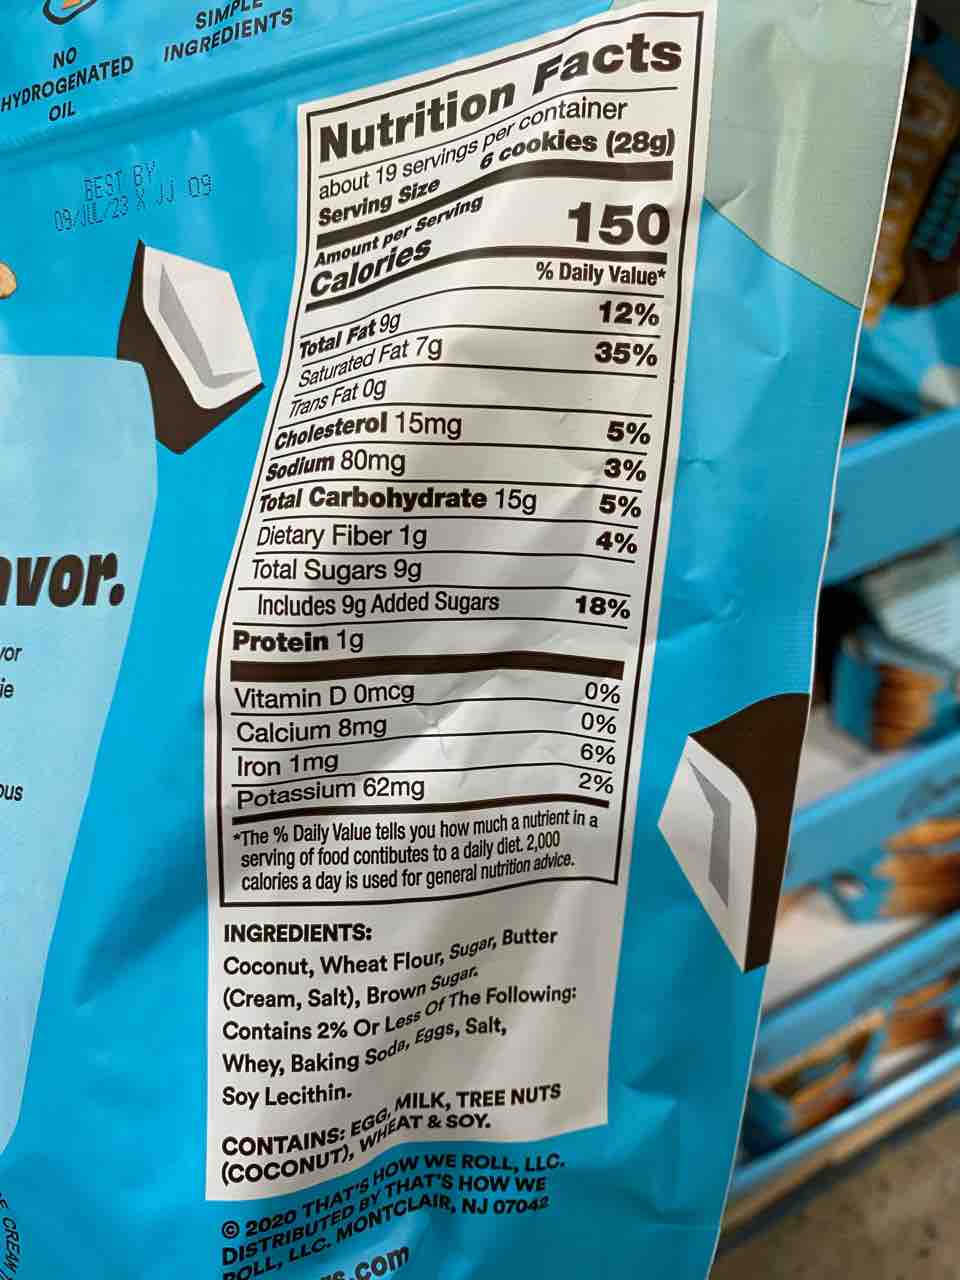 NO
HYDROGENATED
OIL
SIMPLE
INGREDIENTS
BEST BY
09/JUL/23 X JJ 09
Nutrition Facts
about 19 servings per container
Serving Size 6 cookies (28g)
Amount per Serving
Calories 150
% Daily Value*
Total Fat 9g 12%
Saturated Fat 7g 35%
Trans Fat 0g
Cholesterol 15mg 5%
Sodium 80mg 3%
Total Carbohydrate 15g 5%
Dietary Fiber 1g 4%
Total Sugars 9g
Includes 9g Added Sugars 18%
Protein 1g
Vitamin D 0mcg 0%
Calcium 8mg 0%
Iron 1mg 6%
Potassium 62mg 2%
*The % Daily Value tells you how much a nutrient in a
serving of food contibutes to a daily diet. 2,000
calories a day is used for general nutrition advice.
INGREDIENTS:
Coconut, Wheat Flour, Sugar, Butter
(Cream, Salt), Brown Sugar.
Contains 2% Or Less Of The Following:
Whey, Baking Soda, Eggs, Salt,
Soy Lecithin.
CONTAINS: EGG, MILK, TREE NUTS
(COCONUT), WHEAT & SOY.
© 2020 THAT'S HOW WE ROLL, LLC.
DISTRIBUTED BY THAT'S HOW WE
ROLL, LLC. MONTCLAIR, NJ 07042
.com